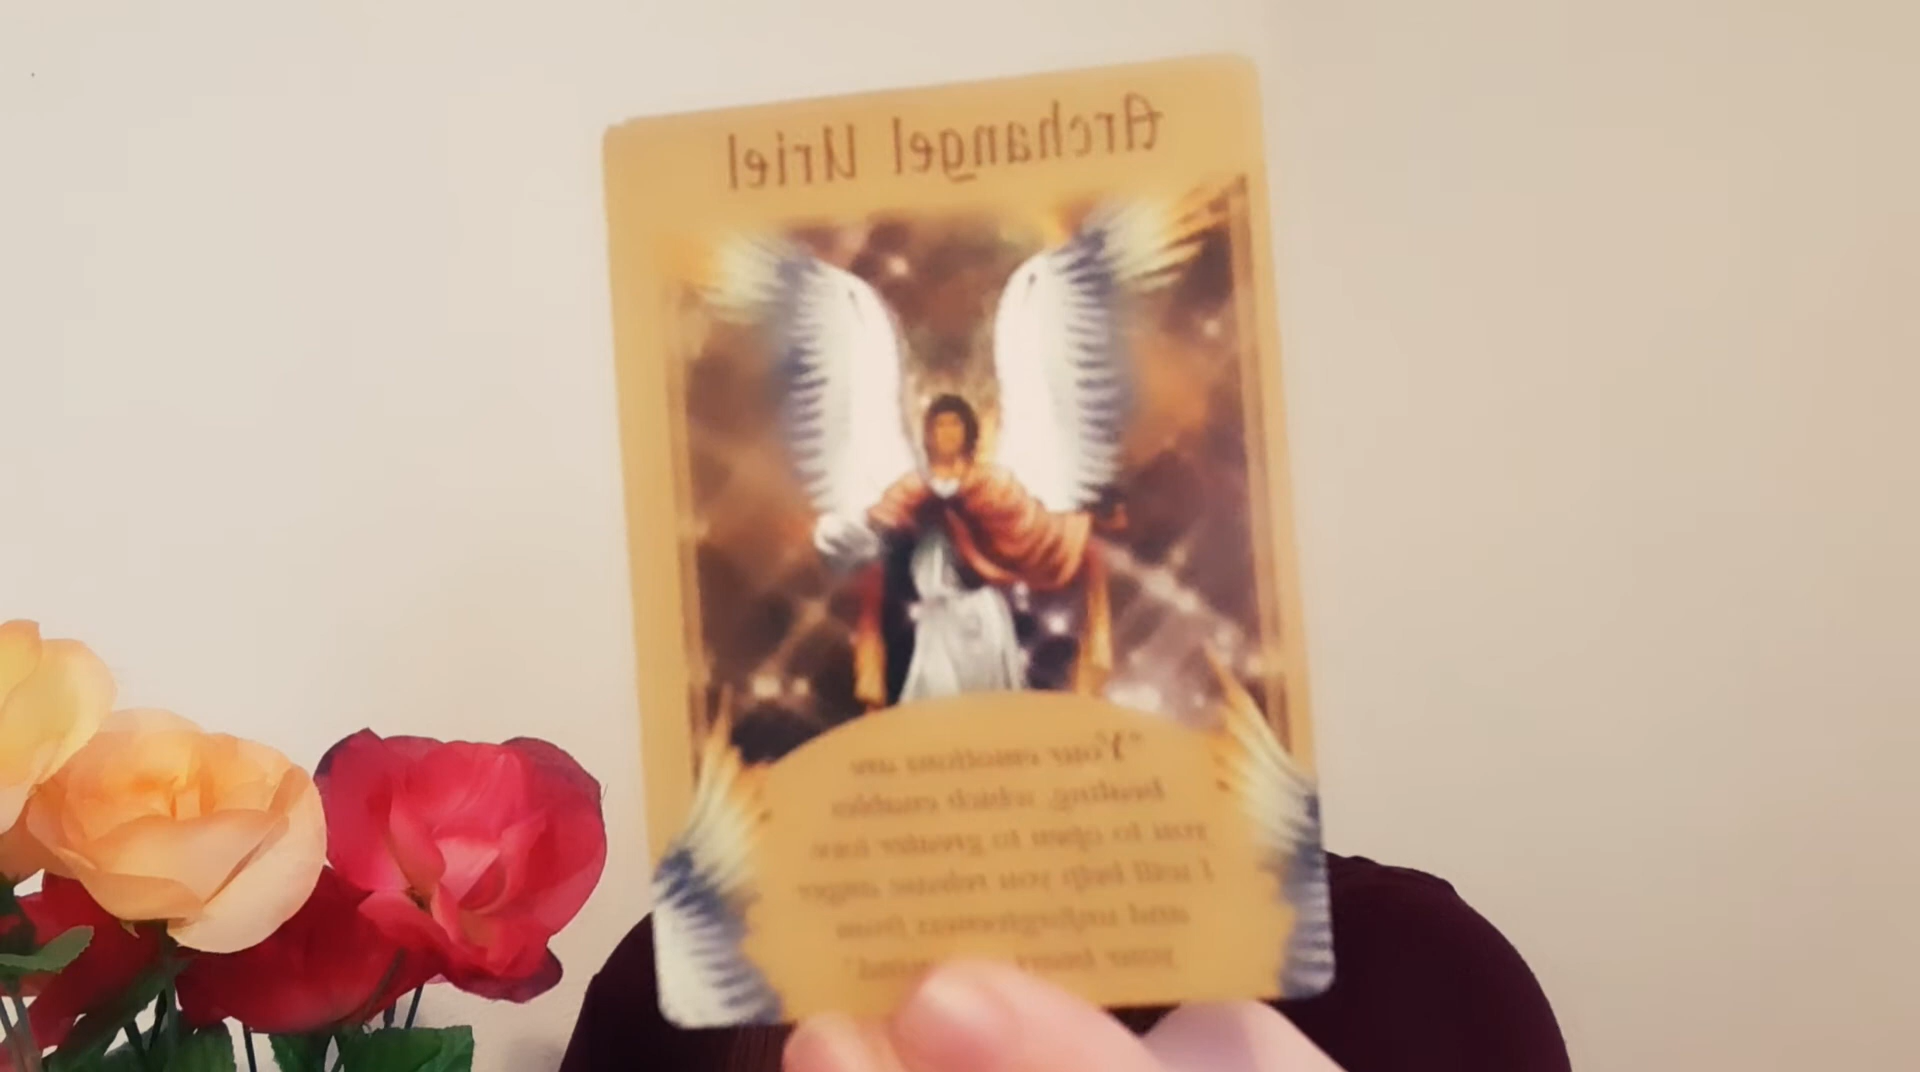 Archangel Uriel
"Your emotions are
healing, which enables
you to open to greater love
I will help you release anger
and unforgiveness from
your heart